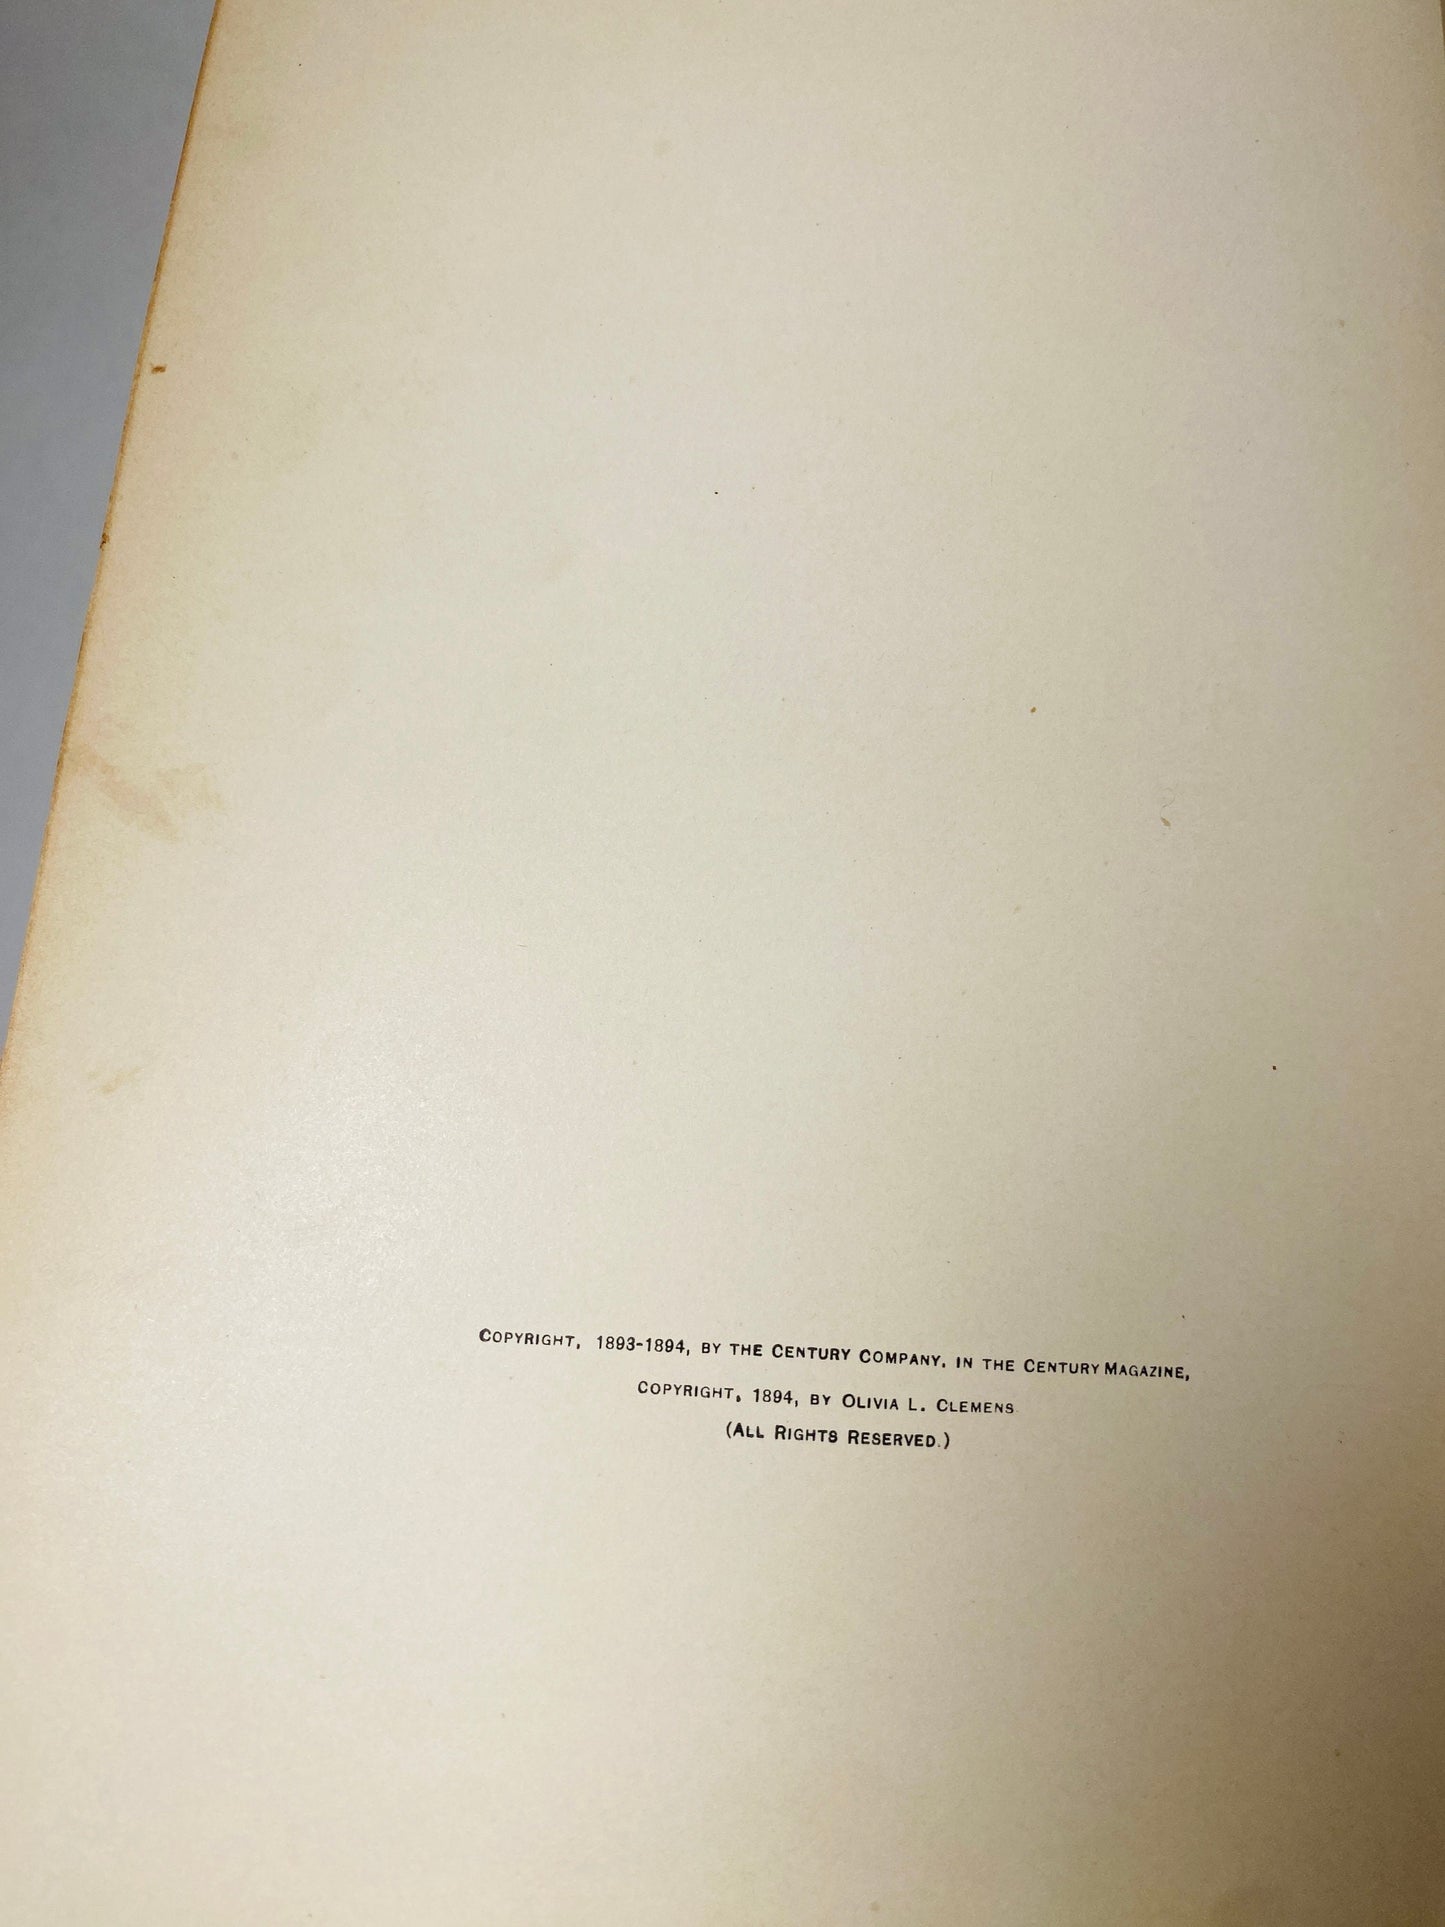 COPYRIGHT, 1893-1894, BY THE CENTURY COMPANY, IN THE CENTURY MAGAZINE,
COPYRIGHT, 1894, BY OLIVIA L. CLEMENS
(ALL RIGHTS RESERVED.)